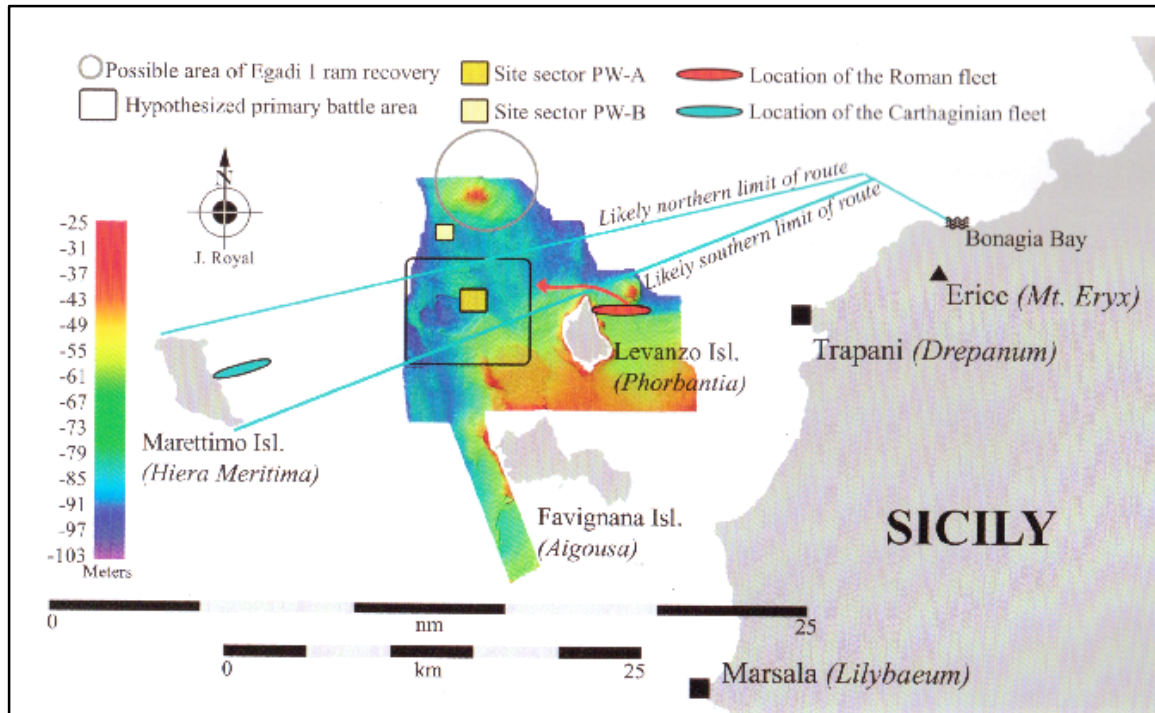 Possible area of Egadi 1 ram recovery
Hypothesized primary battle area
Site sector PW-A
Site sector PW-B
Location of the Roman fleet
Location of the Carthaginian fleet
N
J. Royal
-25
-31
-37
-43
-49
-55
-61
-67
-73
-79
-85
-91
-97
-103
Meters
Likely northern limit of route
Likely southern limit of route
Bonagia Bay
Erice (Mt. Eryx)
Trapani (Drepanum)
Levanzo Isl.
(Phorbantia)
Marettimo Isl.
(Hiera Meritima)
Favignana Isl.
(Aigousa)
SICILY
0
nm
25
0
km
25
Marsala (Lilybaeum)